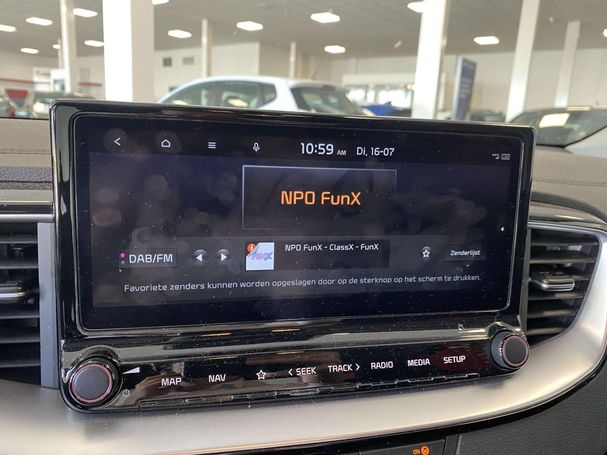 10:59 AM Di, 16-07
NPO FunX
DAB/FM
NPO FunX - ClassX - FunX
Zenderlijst
Favoriete zenders kunnen worden opgeslagen door op de sterknop op het scherm te drukken.
MAP NAV < SEEK TRACK > RADIO MEDIA SETUP